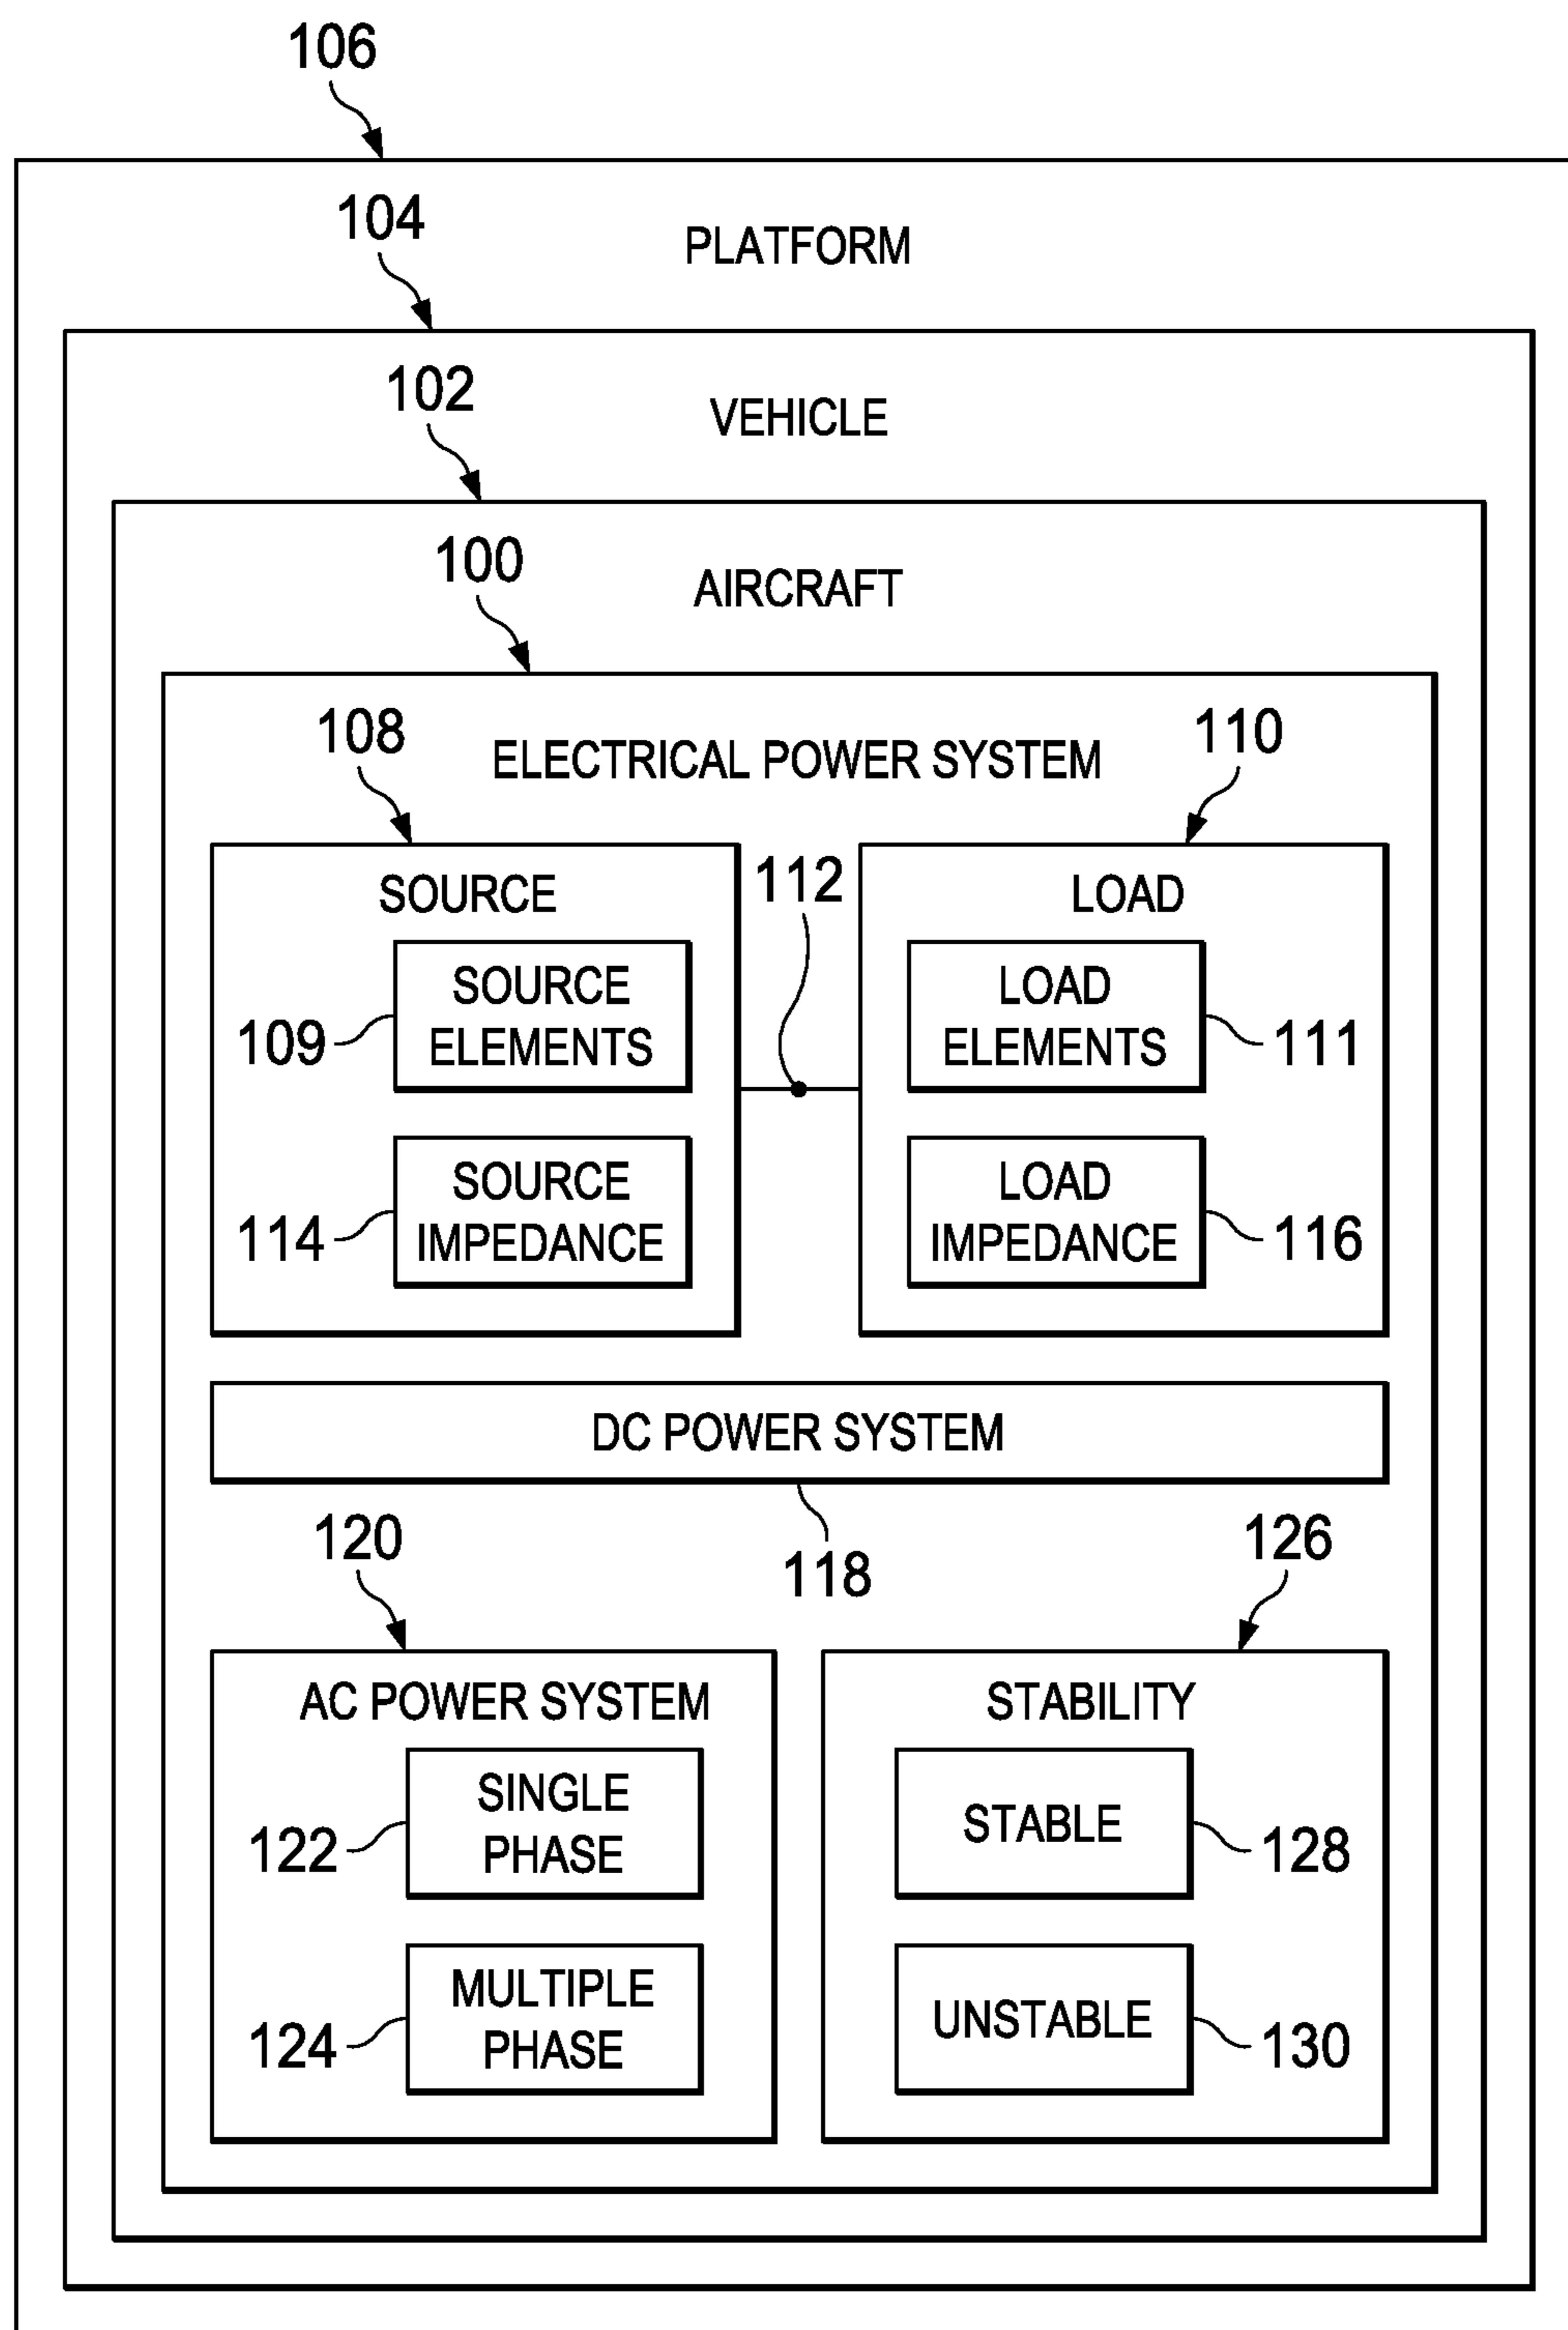 106
104
PLATFORM
102
VEHICLE
100
AIRCRAFT
108
ELECTRICAL POWER SYSTEM
110
SOURCE
112
LOAD
SOURCE
ELEMENTS
109
LOAD
ELEMENTS
111
SOURCE
IMPEDANCE
114
LOAD
IMPEDANCE
116
DC POWER SYSTEM
118
120
126
AC POWER SYSTEM
STABILITY
SINGLE
PHASE
122
STABLE
128
MULTIPLE
PHASE
124
UNSTABLE
130